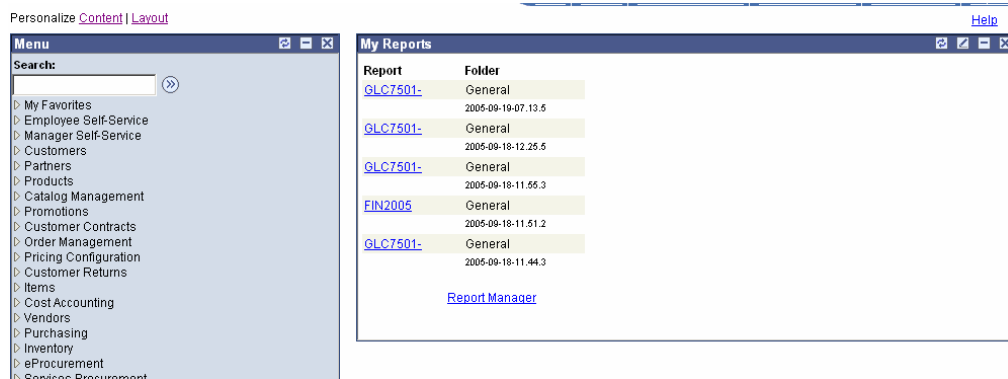 Personalize Content | Layout
Help
Menu
Search:
My Favorites
Employee Self-Service
Manager Self-Service
Customers
Partners
Products
Catalog Management
Promotions
Customer Contracts
Order Management
Pricing Configuration
Customer Returns
Items
Cost Accounting
Vendors
Purchasing
Inventory
eProcurement
Services Procurement
My Reports
Report Folder
GLC7501- General
2005-09-19-07.13.5
GLC7501- General
2005-09-18-12.25.5
GLC7501- General
2005-09-18-11.55.3
FIN2005 General
2005-09-18-11.51.2
GLC7501- General
2005-09-18-11.44.3
Report Manager